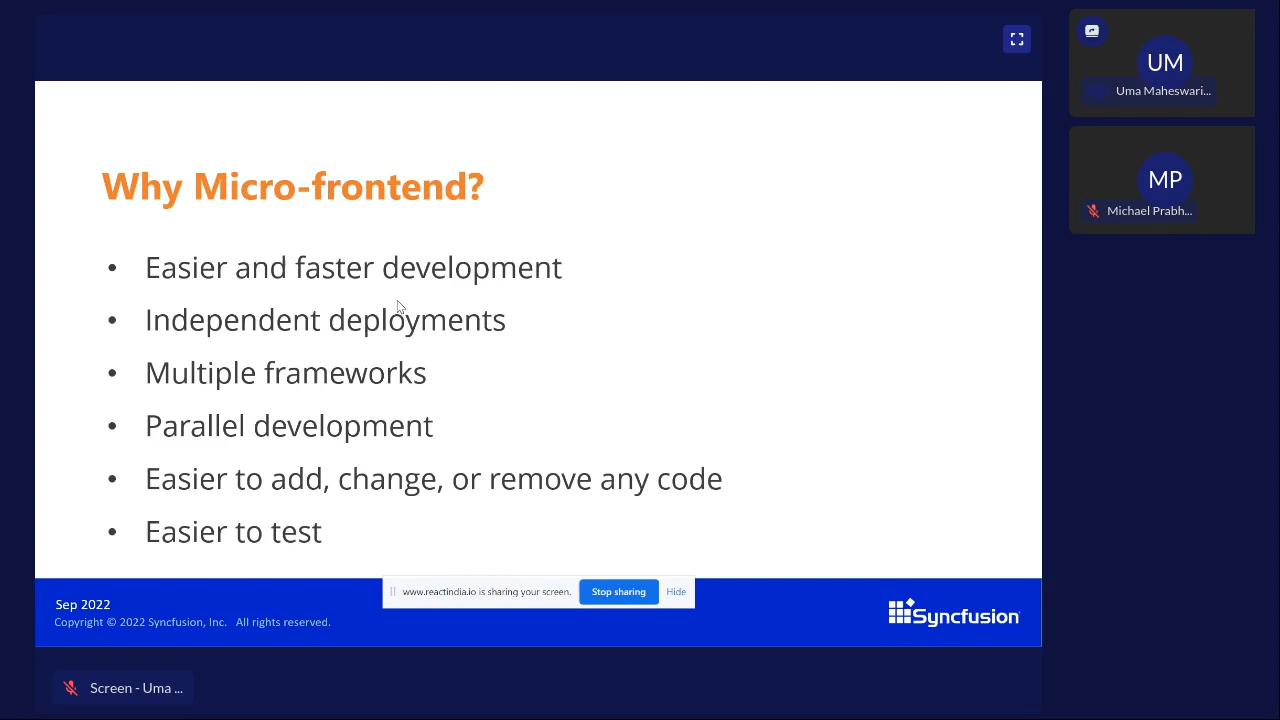 Why Micro-frontend?
• Easier and faster development
• Independent deployments
• Multiple frameworks
• Parallel development
• Easier to add, change, or remove any code
• Easier to test
www.reactindia.io is sharing your screen.
Stop sharing
Hide
Sep 2022
Copyright © 2022 Syncfusion, Inc. All rights reserved.
Syncfusion
Screen - Uma ...
UM
Uma Maheswari...
MP
Michael Prabh...